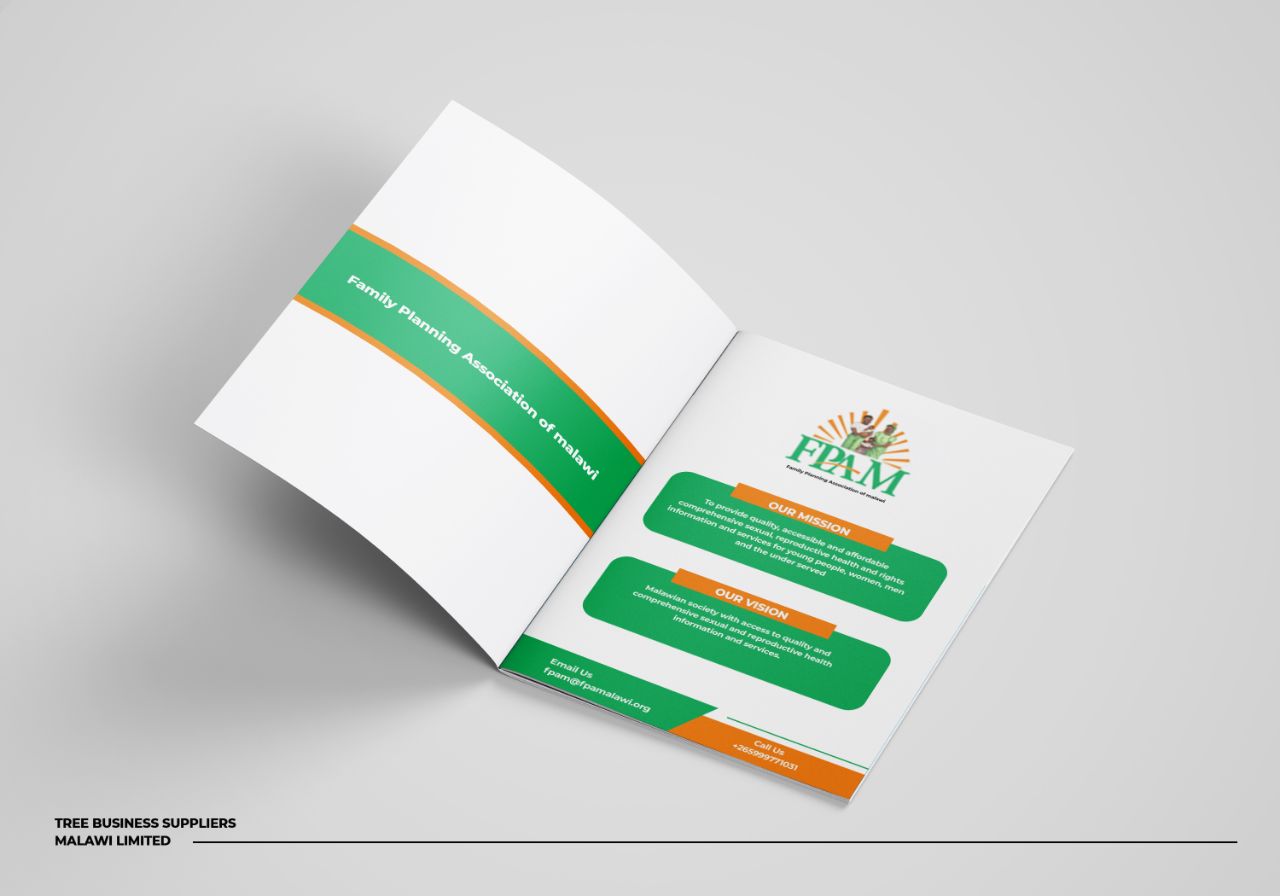 Family Planning Association of malawi
FPAM
Family Planning Association of malawi
OUR MISSION
To provide quality, accessible and affordable
comprehensive sexual, reproductive health and rights
information and services for young people, women, men
and the under served
OUR VISION
Malawian society with access to quality and
comprehensive sexual and reproductive health
information and services.
Email Us
fpam@fpamalawi.org
Call Us
+265999771031
TREE BUSINESS SUPPLIERS
MALAWI LIMITED